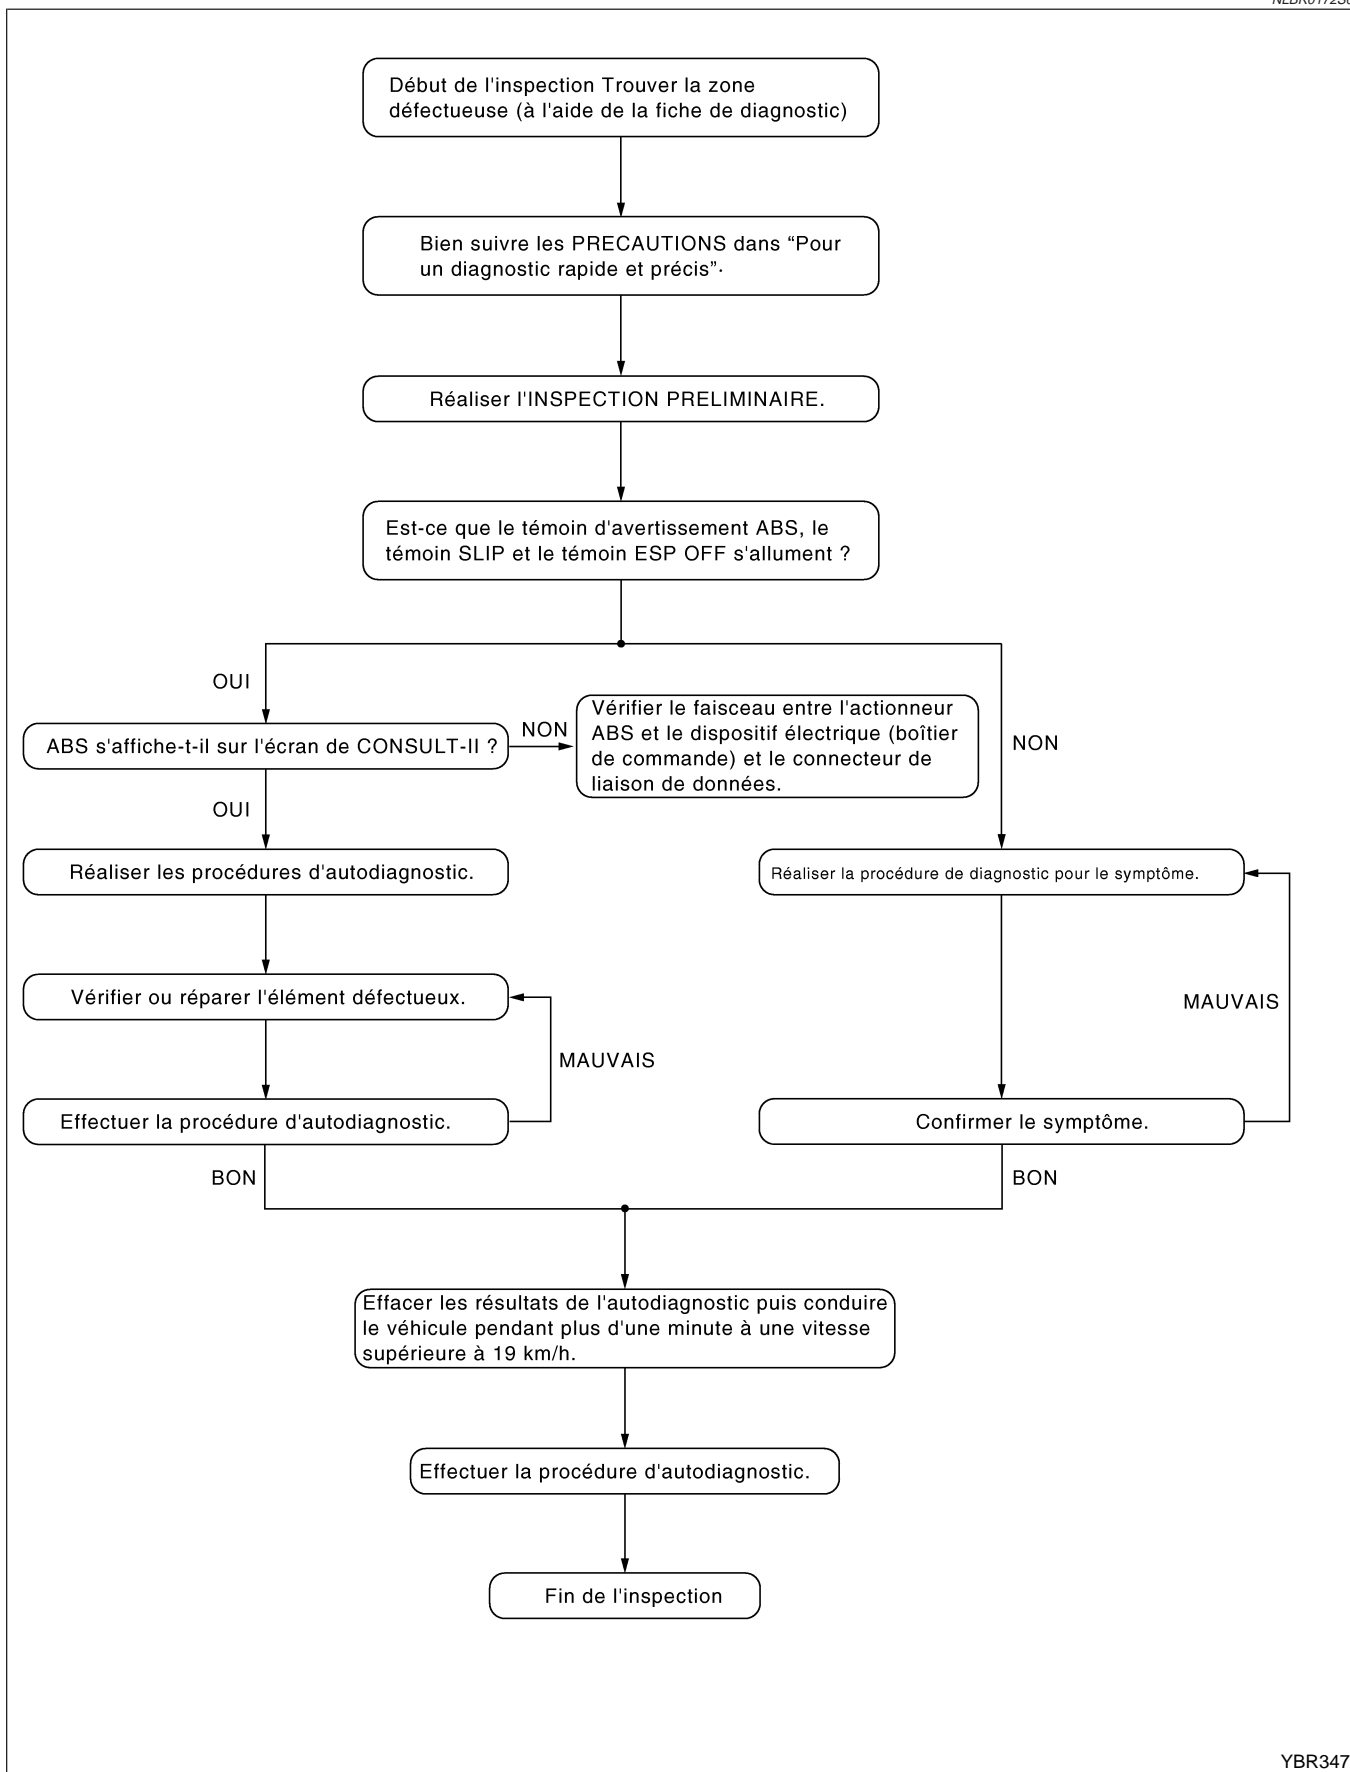 Début de l'inspection Trouver la zone
défectueuse (à l'aide de la fiche de diagnostic)
Bien suivre les PRECAUTIONS dans “Pour
un diagnostic rapide et précis”·
Réaliser l'INSPECTION PRELIMINAIRE.
Est-ce que le témoin d'avertissement ABS, le
témoin SLIP et le témoin ESP OFF s'allument ?
OUI
ABS s'affiche-t-il sur l'écran de CONSULT-II ?
NON
Vérifier le faisceau entre l'actionneur
ABS et le dispositif électrique (boîtier
de commande) et le connecteur de
liaison de données.
NON
OUI
Réaliser les procédures d'autodiagnostic.
Réaliser la procédure de diagnostic pour le symptôme.
Vérifier ou réparer l'élément défectueux.
MAUVAIS
MAUVAIS
Effectuer la procédure d'autodiagnostic.
Confirmer le symptôme.
BON
BON
Effacer les résultats de l'autodiagnostic puis conduire
le véhicule pendant plus d'une minute à une vitesse
supérieure à 19 km/h.
Effectuer la procédure d'autodiagnostic.
Fin de l'inspection
YBR347